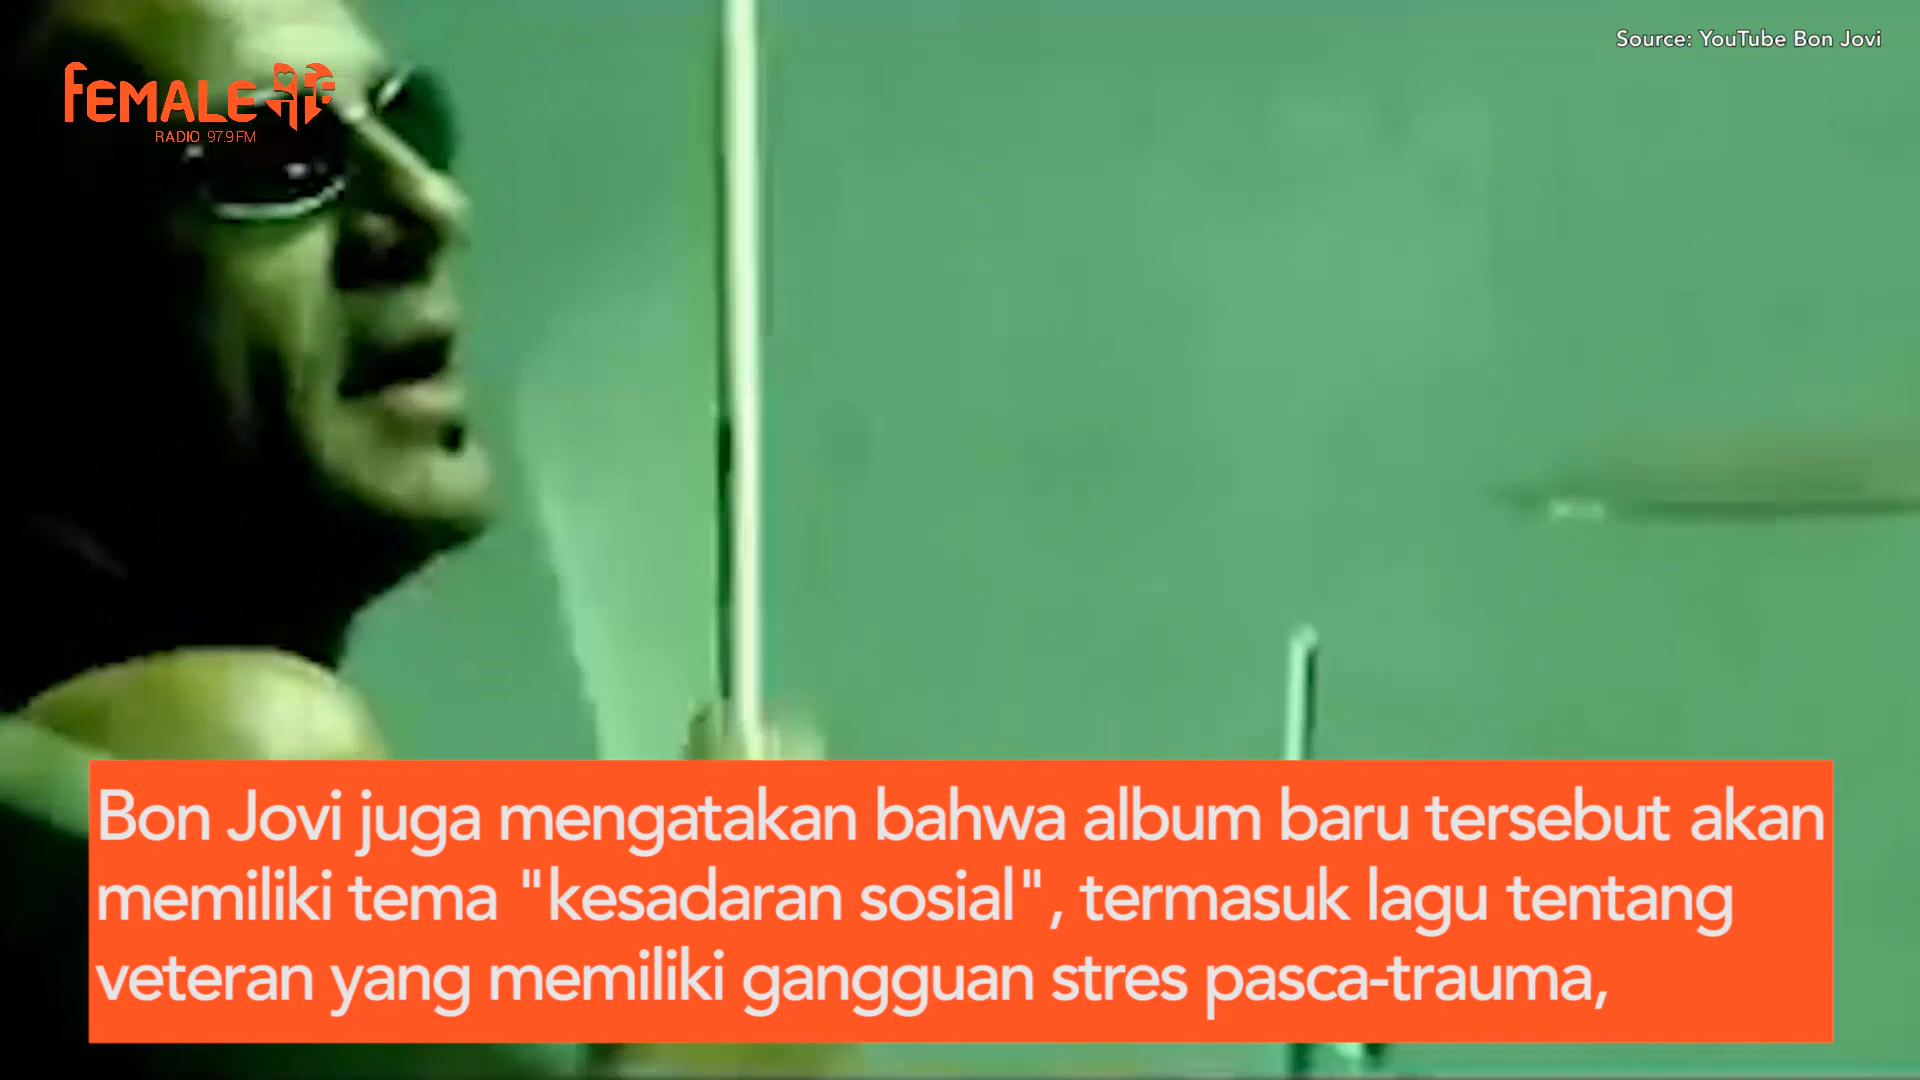 Source: YouTube Bon Jovi
FEMALE
RADIO 97.9 FM
Bon Jovi juga mengatakan bahwa album baru tersebut akan
memiliki tema "kesadaran sosial", termasuk lagu tentang
veteran yang memiliki gangguan stres pasca-trauma,